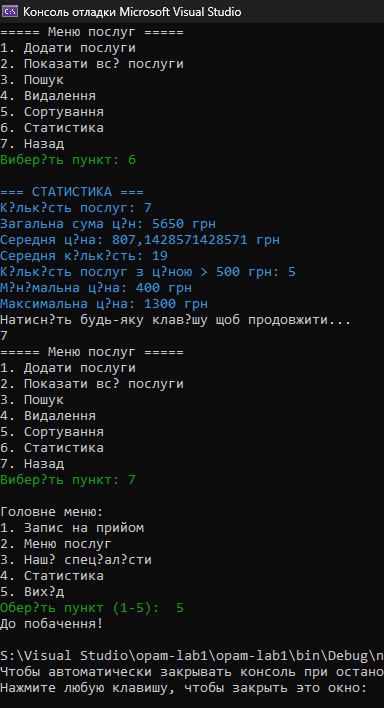 Консоль отладки Microsoft Visual Studio
===== Меню послуг =====
1. Додати послуги
2. Показати вс? послуги
3. Пошук
4. Видалення
5. Сортування
6. Статистика
7. Назад
Вибер?ть пункт: 6
=== СТАТИСТИКА ===
К?льк?сть послуг: 7
Загальна сума ц?н: 5650 грн
Середня ц?на: 807,1428571428571 грн
Середня к?льк?сть: 19
К?льк?сть послуг з ц?ною > 500 грн: 5
М?н?мальна ц?на: 400 грн
Максимальна ц?на: 1300 грн
Натисн?ть будь-яку клав?шу щоб продовжити...
7
===== Меню послуг =====
1. Додати послуги
2. Показати вс? послуги
3. Пошук
4. Видалення
5. Сортування
6. Статистика
7. Назад
Вибер?ть пункт: 7
Головне меню:
1. Запис на прийом
2. Меню послуг
3. Наш? спец?ал?сти
4. Статистика
5. Вих?д
Обер?ть пункт (1-5):  5
До побачення!
S:\Visual Studio\opam-lab1\opam-lab1\bin\Debug\n
Чтобы автоматически закрывать консоль при остано
Нажмите любую клавишу, чтобы закрыть это окно: